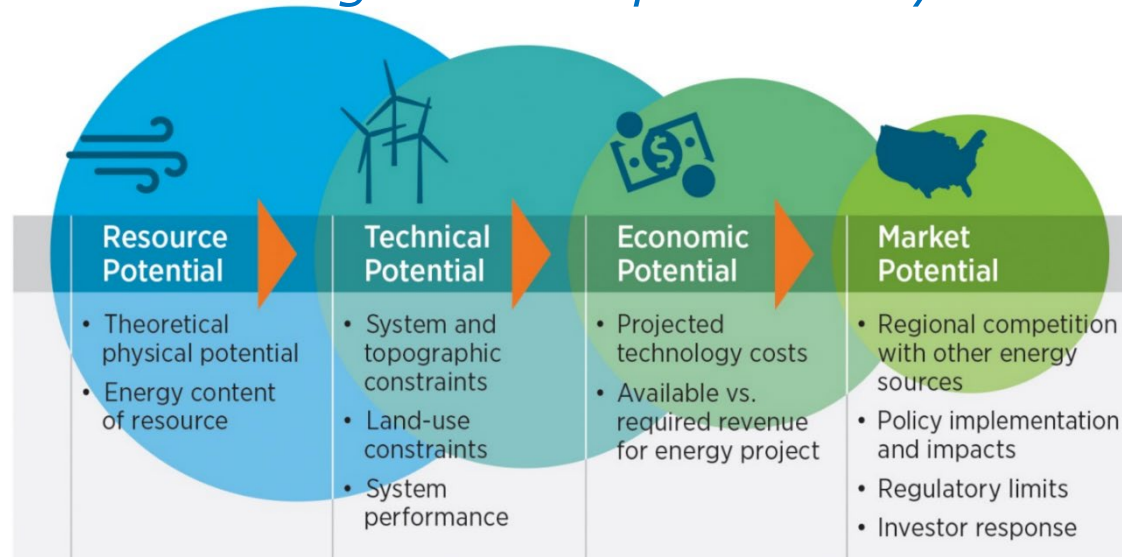 Resource
Potential
• Theoretical
physical potential
• Energy content
of resource
Technical
Potential
• System and
topographic
constraints
• Land-use
constraints
• System
performance
$
Economic
Potential
• Projected
technology costs
• Available vs.
required revenue
for energy project
Market
Potential
• Regional competition
with other energy
sources
• Policy implementation
and impacts
• Regulatory limits
• Investor response